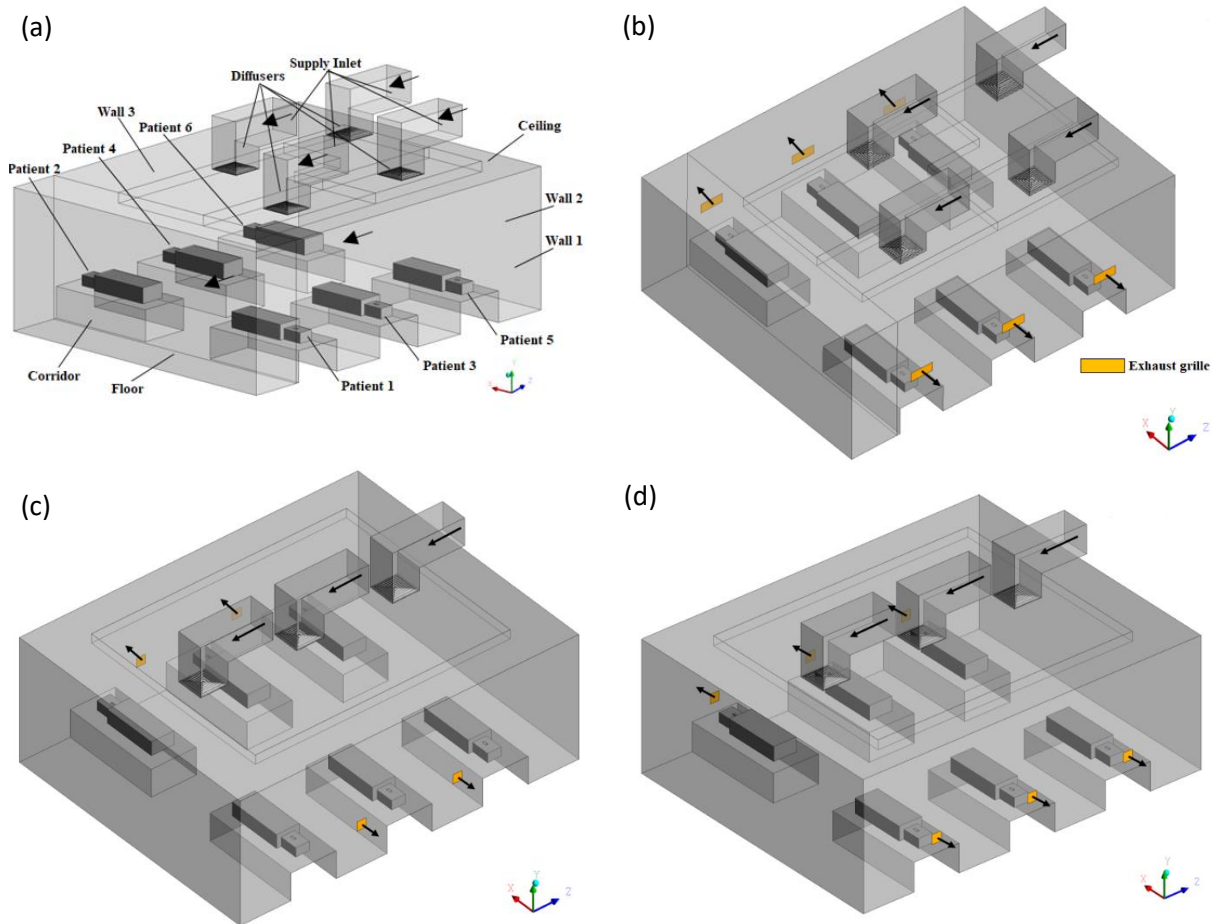 (a)
Supply Inlet
Diffusers
Wall 3
Patient 6
Ceiling
Patient 4
Patient 2
Wall 2
Wall 1
Patient 5
Patient 3
Corridor
Patient 1
Floor
Y
X
Z
(b)
Exhaust grille
Y
X
Z
(c)
Y
X
Z
(d)
Y
X
Z